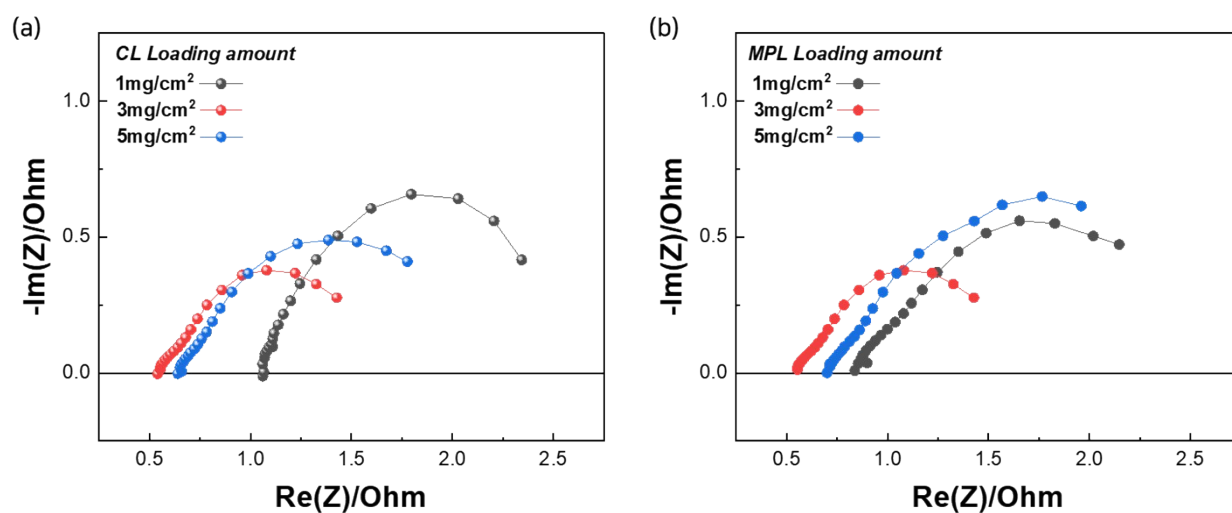 (a)
CL Loading amount
1mg/cm²
3mg/cm²
5mg/cm²
1.0
0.5
0.0
-Im(Z)/Ohm
0.5 1.0 1.5 2.0 2.5
Re(Z)/Ohm
(b)
MPL Loading amount
1mg/cm²
3mg/cm²
5mg/cm²
1.0
0.5
0.0
-Im(Z)/Ohm
0.5 1.0 1.5 2.0 2.5
Re(Z)/Ohm